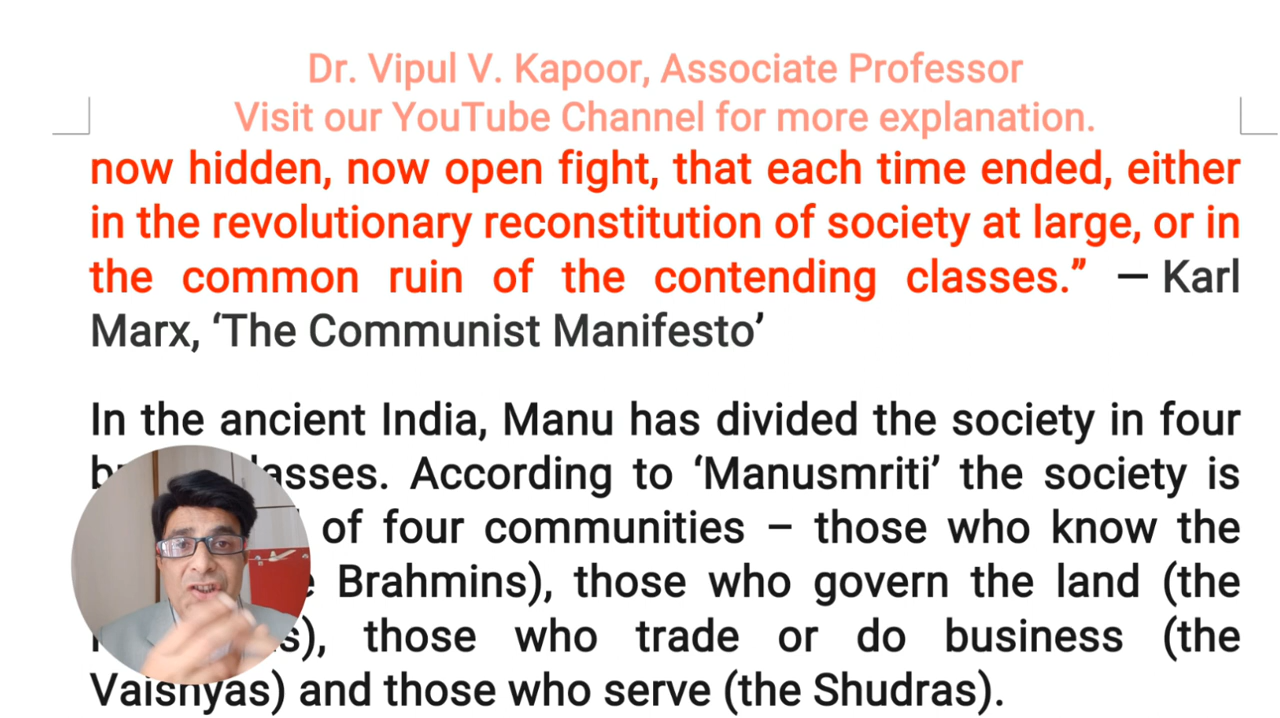 Dr. Vipul V. Kapoor, Associate Professor
Visit our YouTube Channel for more explanation.
now hidden, now open fight, that each time ended, either
in the revolutionary reconstitution of society at large, or in
the common ruin of the contending classes.” — Karl
Marx, ‘The Communist Manifesto’
In the ancient India, Manu has divided the society in four
classes. According to ‘Manusmriti’ the society is
of four communities – those who know the
Brahmins), those who govern the land (the
those who trade or do business (the
Vaishyas) and those who serve (the Shudras).